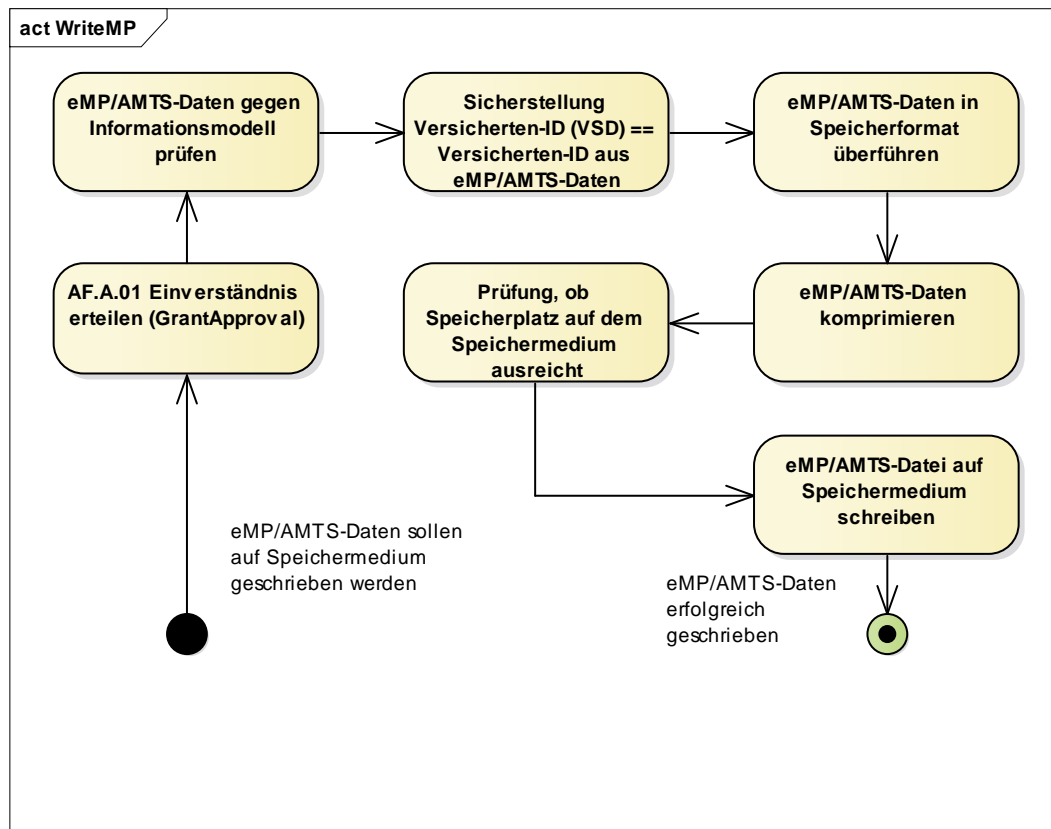 act WriteMP
eMP/AMTS-Daten gegen
Informationsmodell
prüfen
Sicherstellung
Versicherten-ID (VSD) ==
Versicherten-ID aus
eMP/AMTS-Daten
eMP/AMTS-Daten in
Speicherformat
überführen
AF.A.01 Einverständnis
erteilen (GrantApproval)
Prüfung, ob
Speicherplatz auf dem
Speichermedium
ausreicht
eMP/AMTS-Daten
komprimieren
eMP/AMTS-Datei auf
Speichermedium
schreiben
eMP/AMTS-Daten sollen
auf Speichermedium
geschrieben werden
eMP/AMTS-Daten
erfolgreich
geschrieben